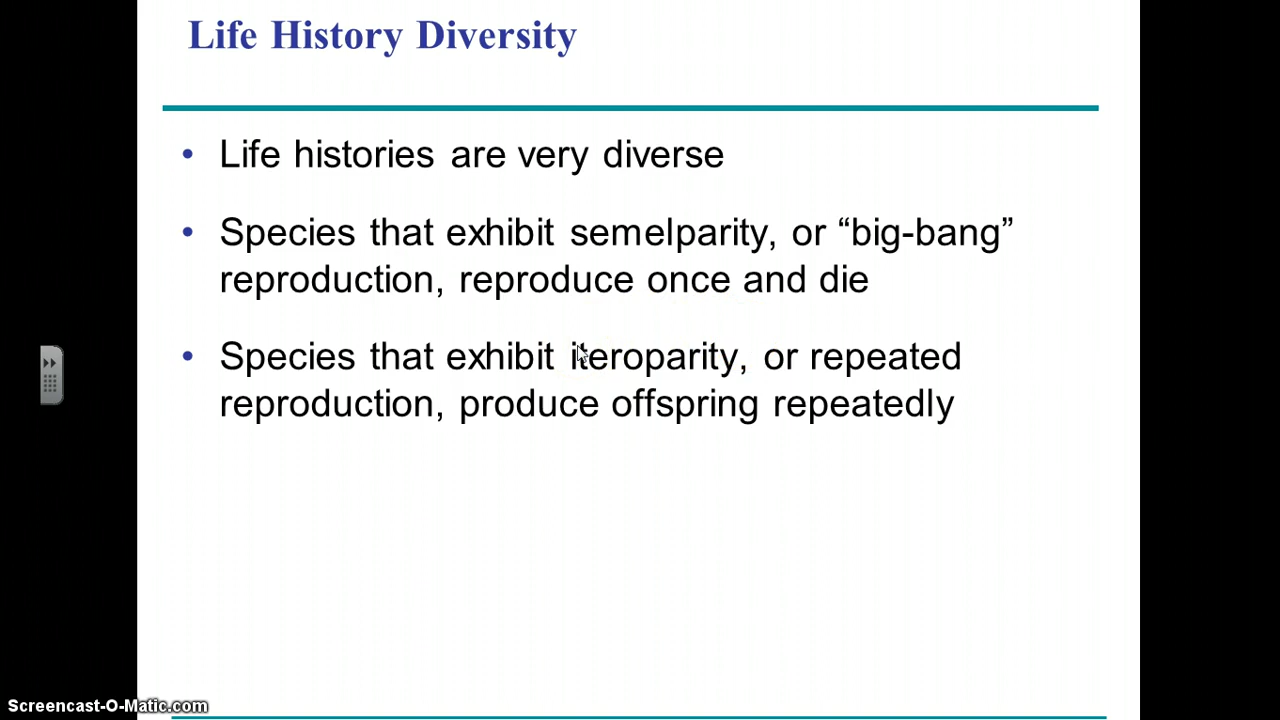 Life History Diversity
• Life histories are very diverse
• Species that exhibit semelparity, or “big-bang”
reproduction, reproduce once and die
• Species that exhibit iteroparity, or repeated
reproduction, produce offspring repeatedly
Screencast-O-Matic.com